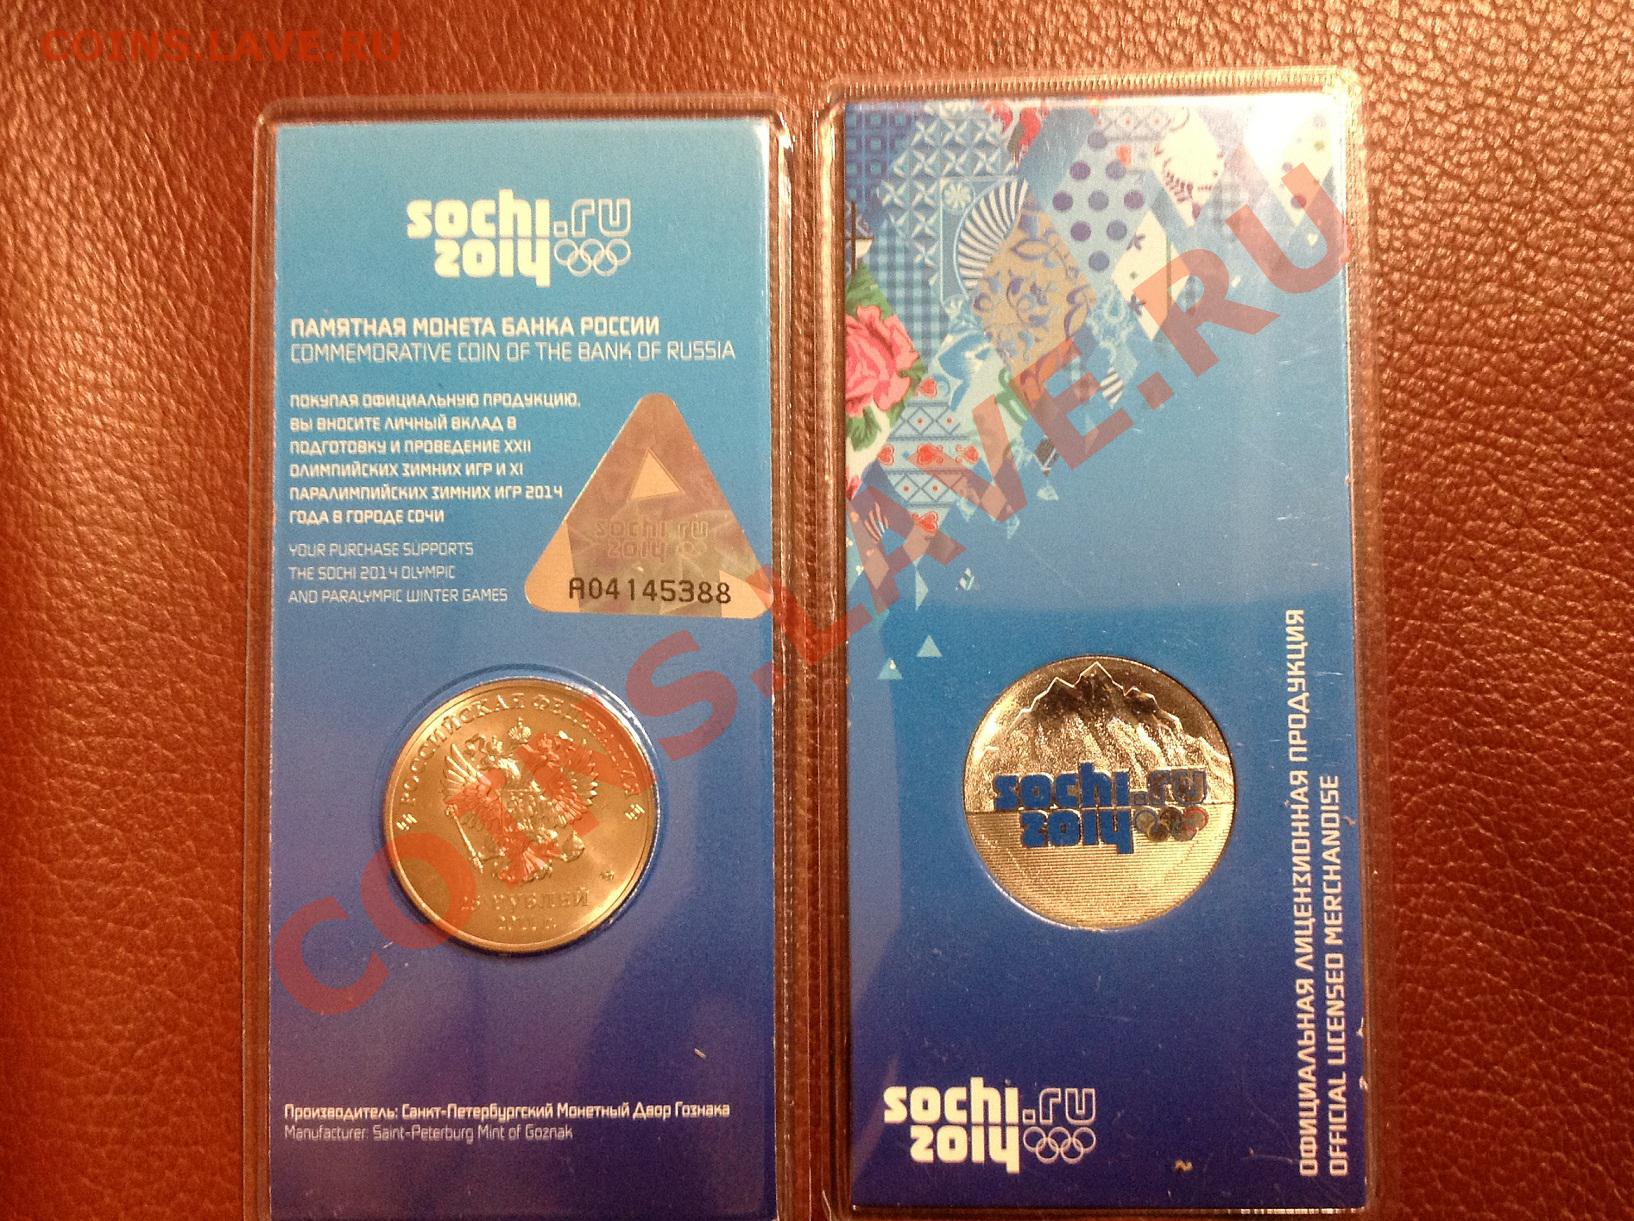 COINS.LAVE.RU
sochi.ru
2014
ПАМЯТНАЯ МОНЕТА БАНКА РОССИИ
COMMEMORATIVE COIN OF THE BANK OF RUSSIA
ПОКУПАЯ ОФИЦИАЛЬНУЮ ПРОДУКЦИЮ,
ВЫ ВНОСИТЕ ЛИЧНЫЙ ВКЛАД В
ПОДГОТОВКУ И ПРОВЕДЕНИЕ XXII
ОЛИМПИЙСКИХ ЗИМНИХ ИГР И XI
ПАРАЛИМПИЙСКИХ ЗИМНИХ ИГР 2014
ГОДА В ГОРОДЕ СОЧИ
YOUR PURCHASE SUPPORTS
THE SOCHI 2014 OLYMPIC
AND PARALYMPIC WINTER GAMES
sochi.ru
2014
A04145388
РОССИЙСКАЯ ФЕДЕРАЦИЯ
25 РУБЛЕЙ
2011 г.
Производитель: Санкт-Петербургский Монетный Двор Гознака
Manufacturer: Saint-Peterburg Mint of Goznak
sochi.ru
2014
ОФИЦИАЛЬНАЯ ЛИЦЕНЗИОННАЯ ПРОДУКЦИЯ
OFFICIAL LICENSED MERCHANDISE
sochi.ru
2014
COINS.LAVE.RU